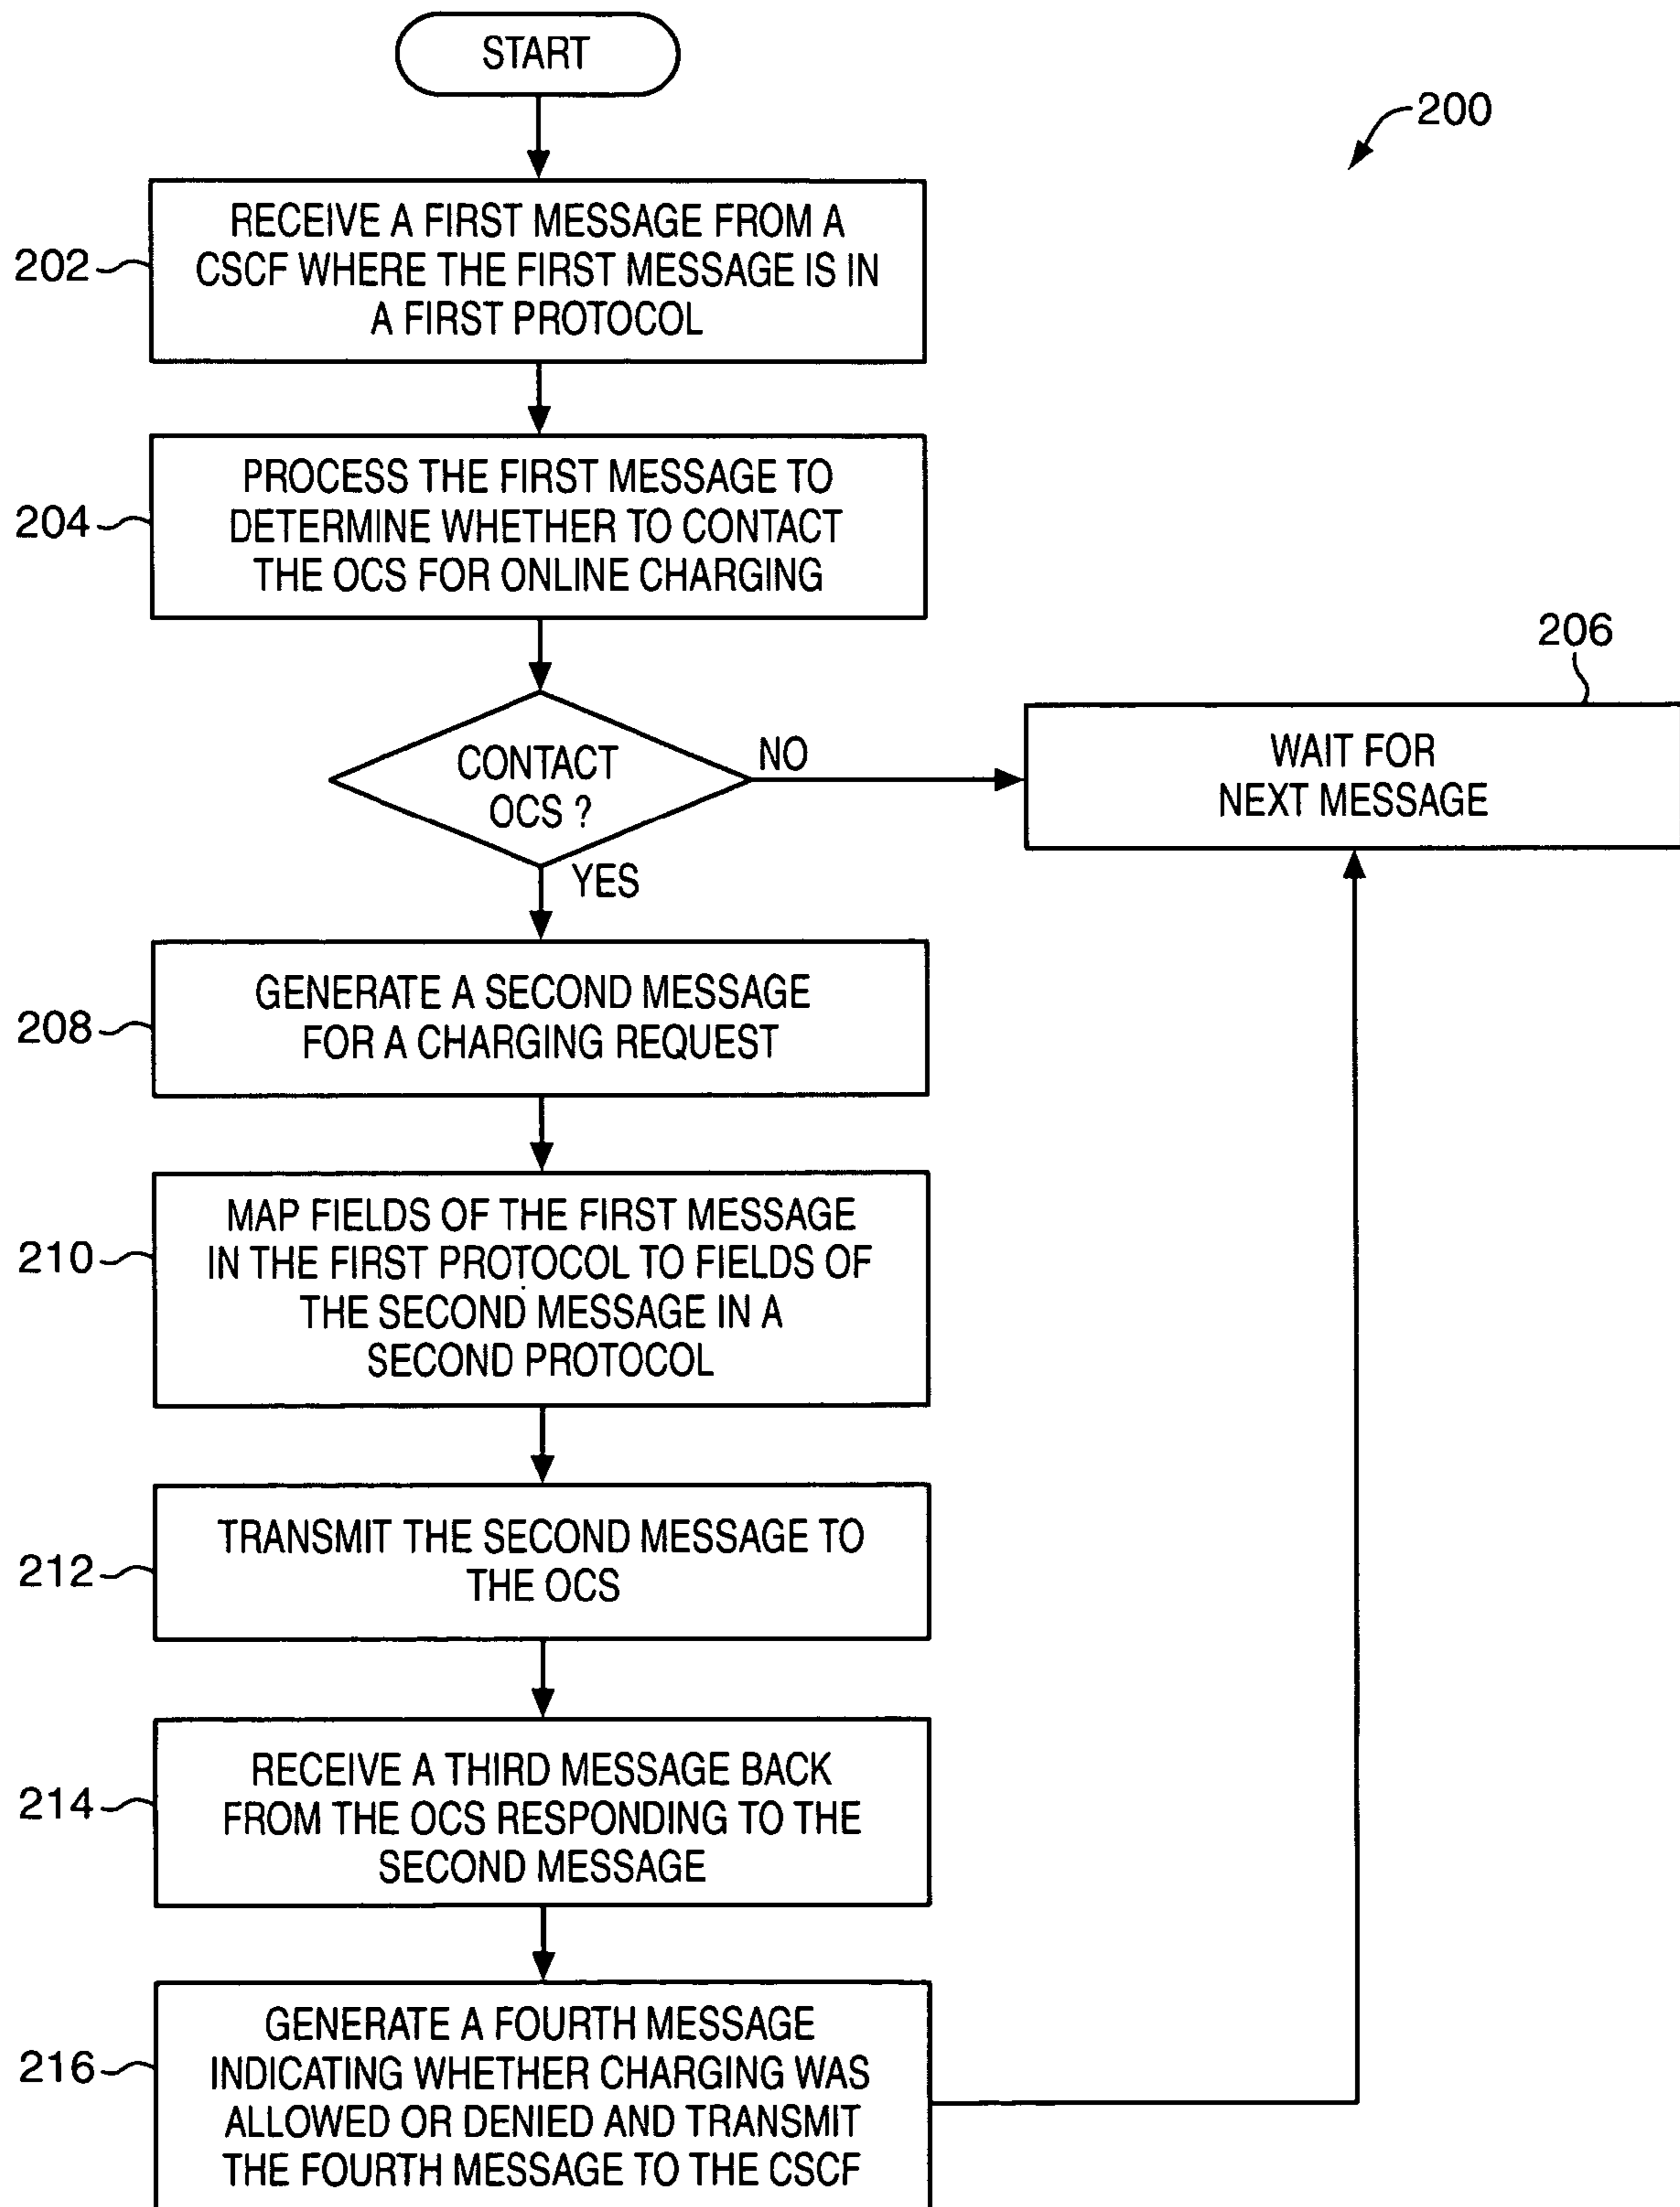 START
200
202
RECEIVE A FIRST MESSAGE FROM A
CSCF WHERE THE FIRST MESSAGE IS IN
A FIRST PROTOCOL
204
PROCESS THE FIRST MESSAGE TO
DETERMINE WHETHER TO CONTACT
THE OCS FOR ONLINE CHARGING
CONTACT
OCS ?
NO
YES
206
WAIT FOR
NEXT MESSAGE
208
GENERATE A SECOND MESSAGE
FOR A CHARGING REQUEST
210
MAP FIELDS OF THE FIRST MESSAGE
IN THE FIRST PROTOCOL TO FIELDS OF
THE SECOND MESSAGE IN A
SECOND PROTOCOL
212
TRANSMIT THE SECOND MESSAGE TO
THE OCS
214
RECEIVE A THIRD MESSAGE BACK
FROM THE OCS RESPONDING TO THE
SECOND MESSAGE
216
GENERATE A FOURTH MESSAGE
INDICATING WHETHER CHARGING WAS
ALLOWED OR DENIED AND TRANSMIT
THE FOURTH MESSAGE TO THE CSCF